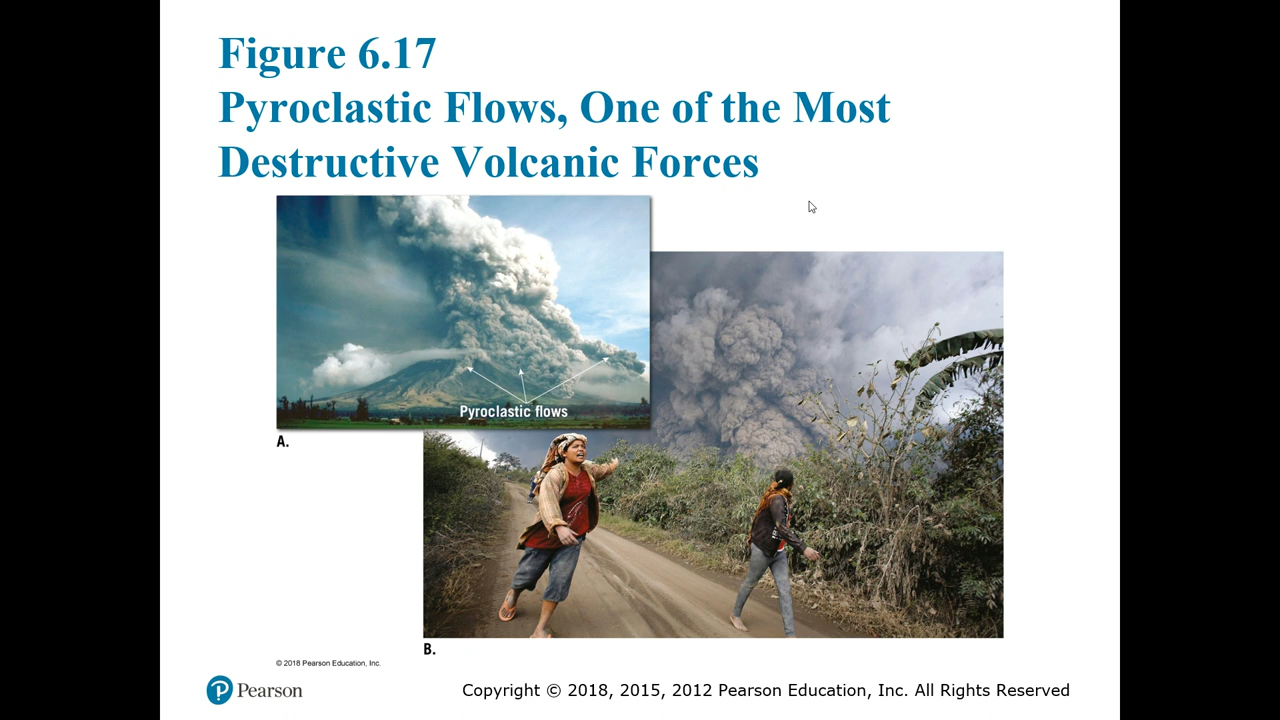 Figure 6.17
Pyroclastic Flows, One of the Most
Destructive Volcanic Forces
Pyroclastic flows
A.
B.
© 2018 Pearson Education, Inc.
Pearson
Copyright © 2018, 2015, 2012 Pearson Education, Inc. All Rights Reserved